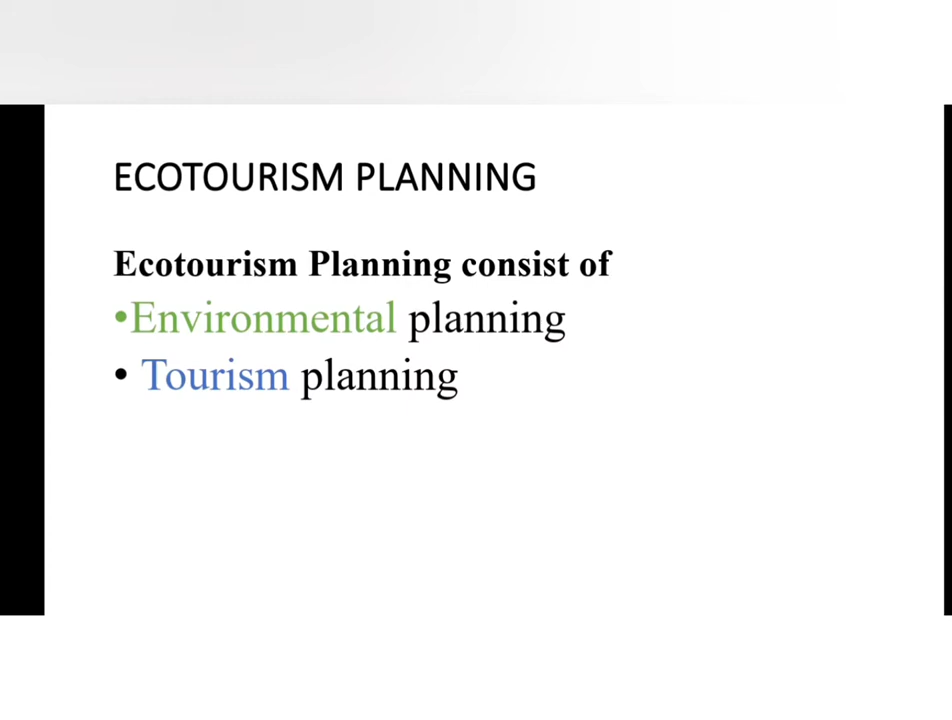 ECOTOURISM PLANNING
Ecotourism Planning consist of
•Environmental planning
• Tourism planning